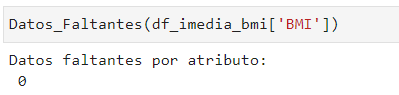 Datos_Faltantes(df_imedia_bmi['BMI'])
Datos faltantes por atributo:
0